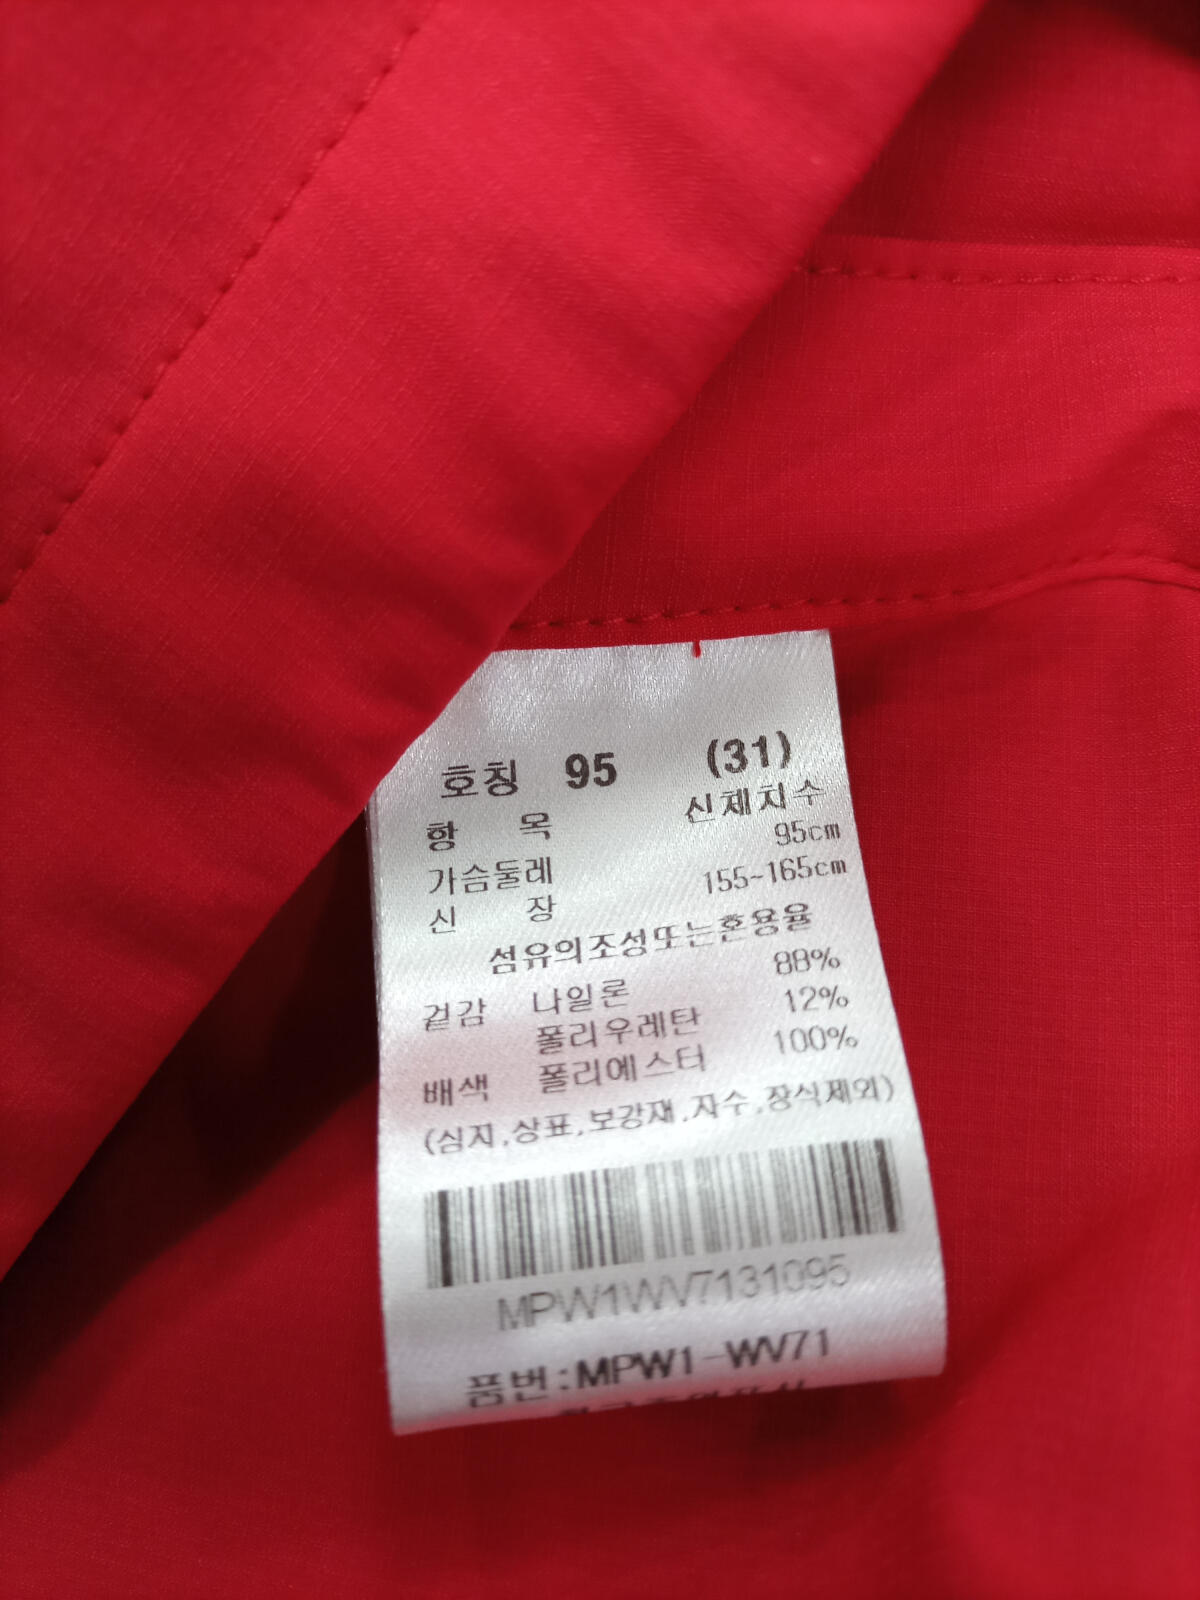 호칭 95 (31)
항 목 신체치수
가슴둘레 95cm
신 장 155~165cm
섬유의조성또는혼용율
겉감 나일론 88%
폴리우레탄 12%
배색 폴리에스터 100%
(심지,상표,보강재,자수,장식제외)
MPW1WV7131095
품번:MPW1-WV71